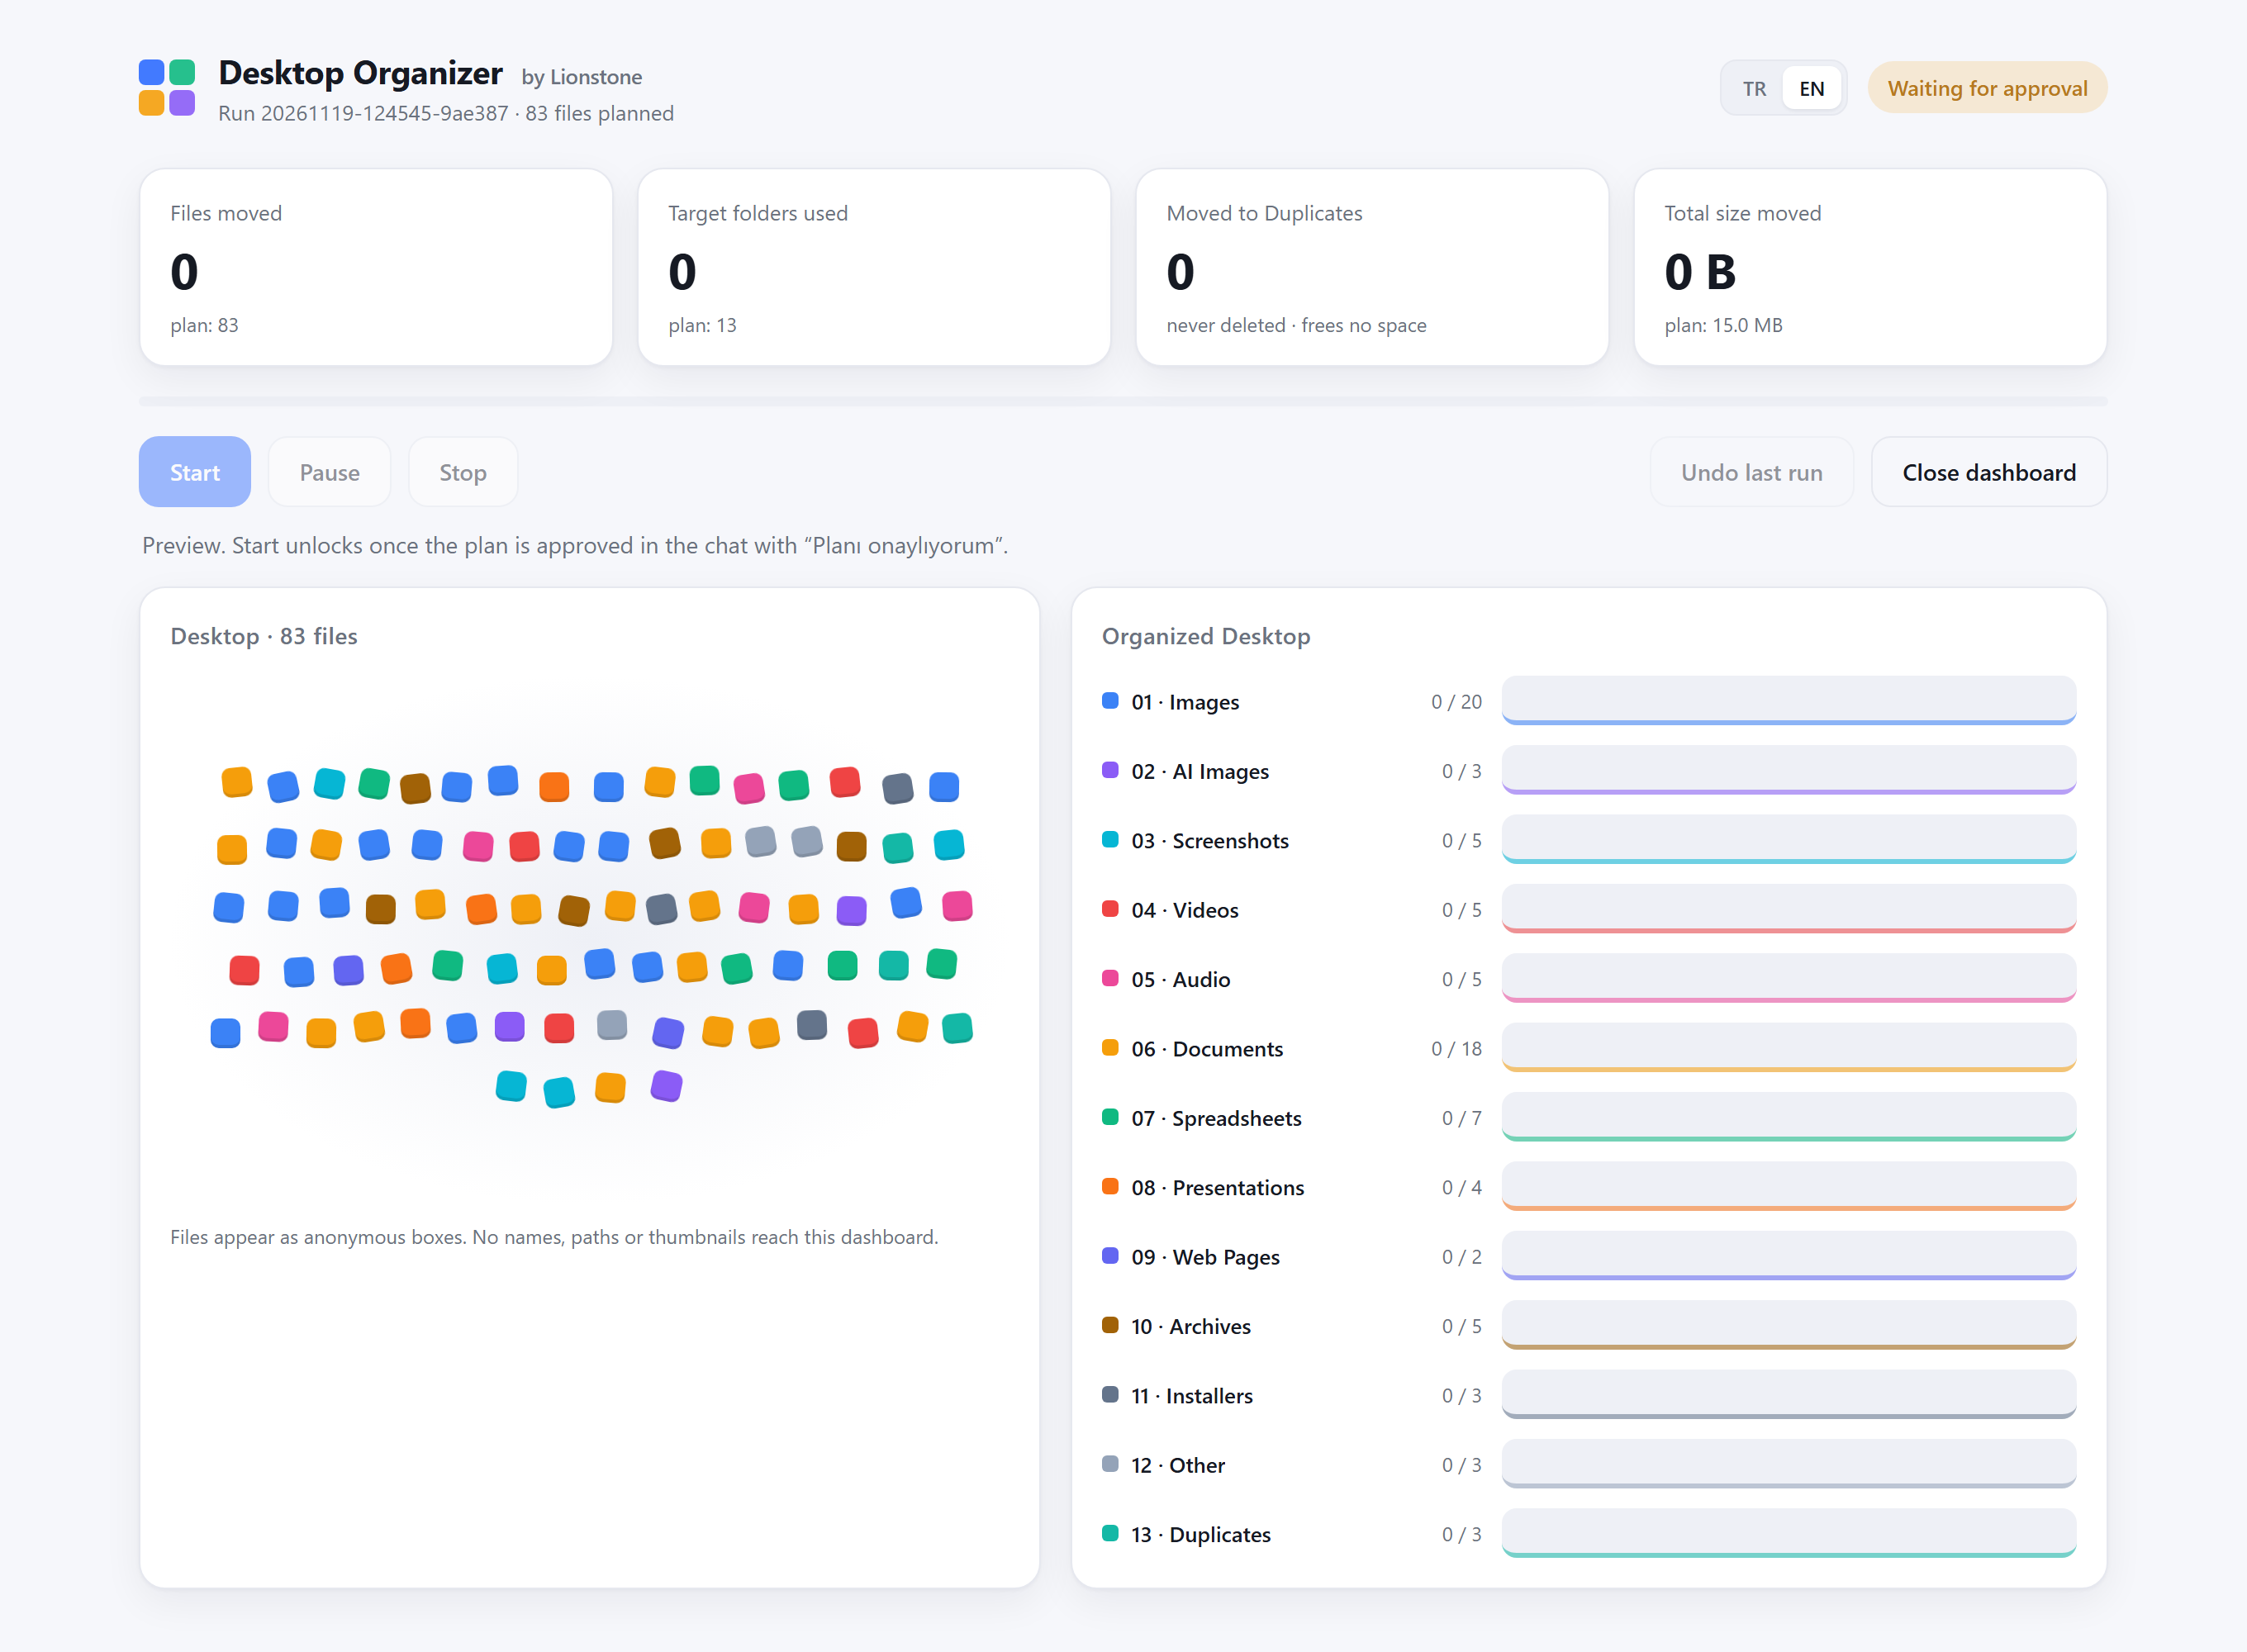 Desktop Organizer by Lionstone
Run 20261119-124545-9ae387 · 83 files planned
TR EN
Waiting for approval
Files moved
0
plan: 83
Target folders used
0
plan: 13
Moved to Duplicates
0
never deleted · frees no space
Total size moved
0 B
plan: 15.0 MB
Start
Pause
Stop
Undo last run
Close dashboard
Preview. Start unlocks once the plan is approved in the chat with “Planı onaylıyorum”.
Desktop · 83 files
Files appear as anonymous boxes. No names, paths or thumbnails reach this dashboard.
Organized Desktop
01 · Images 0 / 20
02 · AI Images 0 / 3
03 · Screenshots 0 / 5
04 · Videos 0 / 5
05 · Audio 0 / 5
06 · Documents 0 / 18
07 · Spreadsheets 0 / 7
08 · Presentations 0 / 4
09 · Web Pages 0 / 2
10 · Archives 0 / 5
11 · Installers 0 / 3
12 · Other 0 / 3
13 · Duplicates 0 / 3